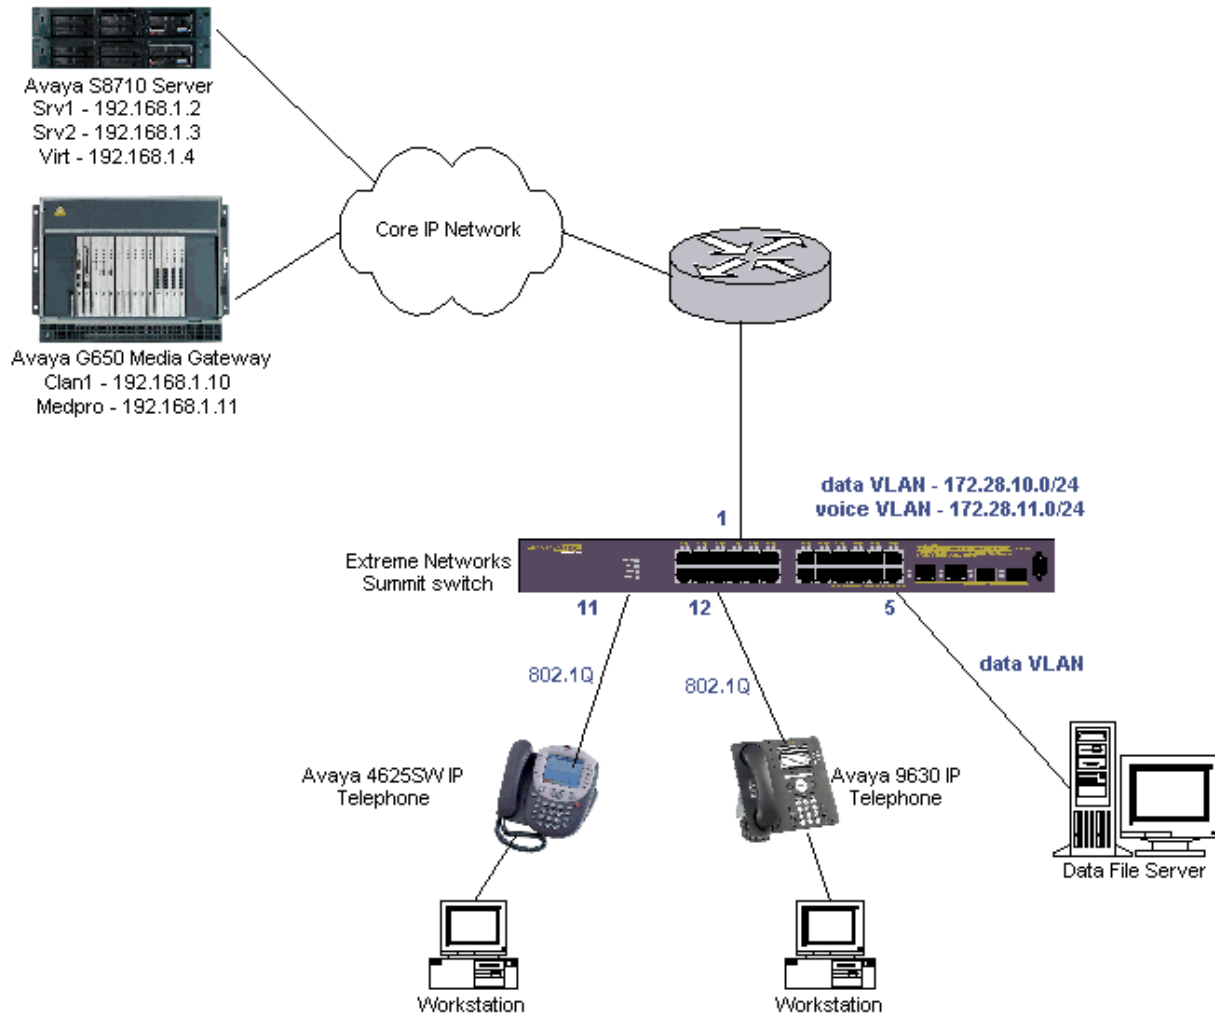 Avaya S8710 Server
Srv1 - 192.168.1.2
Srv2 - 192.168.1.3
Virt - 192.168.1.4
Core IP Network
Avaya G650 Media Gateway
Clan1 - 192.168.1.10
Medpro - 192.168.1.11
data VLAN - 172.28.10.0/24
voice VLAN - 172.28.11.0/24
1
Extreme Networks
Summit switch
11
12
5
802.1Q
802.1Q
data VLAN
Avaya 4625SW IP
Telephone
Avaya 9630 IP
Telephone
Data File Server
Workstation
Workstation